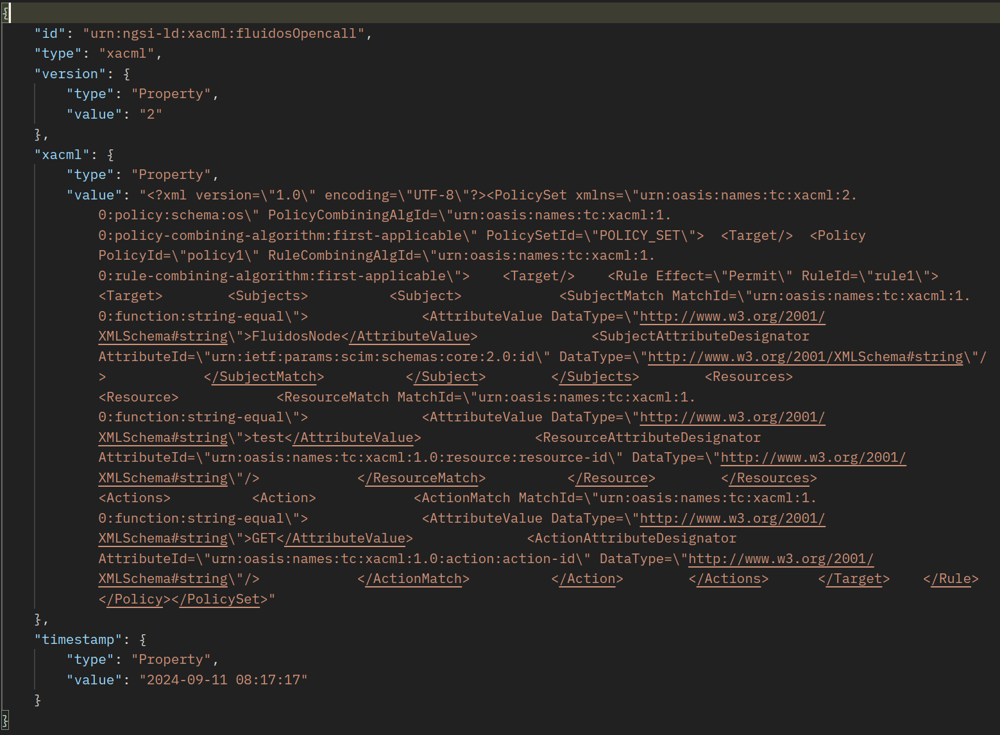 {
"id": "urn:ngsi-ld:xacml:fluidosOpencall",
"type": "xacml",
"version": {
"type": "Property",
"value": "2"
},
"xacml": {
"type": "Property",
"value": "<?xml version=\"1.0\" encoding=\"UTF-8\"?><PolicySet xmlns=\"urn:oasis:names:tc:xacml:2.
0:policy:schema:os\" PolicyCombiningAlgId=\"urn:oasis:names:tc:xacml:1.
0:policy-combining-algorithm:first-applicable\" PolicySetId=\"POLICY_SET\">  <Target/>  <Policy
PolicyId=\"policy1\" RuleCombiningAlgId=\"urn:oasis:names:tc:xacml:1.
0:rule-combining-algorithm:first-applicable\">    <Target/>    <Rule Effect=\"Permit\" RuleId=\"rule1\">
<Target>        <Subjects>          <Subject>            <SubjectMatch MatchId=\"urn:oasis:names:tc:xacml:1.
0:function:string-equal\">              <AttributeValue DataType=\"http://www.w3.org/2001/
XMLSchema#string\">FluidosNode</AttributeValue>              <SubjectAttributeDesignator
AttributeId=\"urn:ietf:params:scim:schemas:core:2.0:id\" DataType=\"http://www.w3.org/2001/XMLSchema#string\"/
>            </SubjectMatch>          </Subject>        </Subjects>        <Resources>
<Resource>            <ResourceMatch MatchId=\"urn:oasis:names:tc:xacml:1.
0:function:string-equal\">              <AttributeValue DataType=\"http://www.w3.org/2001/
XMLSchema#string\">test</AttributeValue>              <ResourceAttributeDesignator
AttributeId=\"urn:oasis:names:tc:xacml:1.0:resource:resource-id\" DataType=\"http://www.w3.org/2001/
XMLSchema#string\"/>            </ResourceMatch>          </Resource>        </Resources>
<Actions>          <Action>            <ActionMatch MatchId=\"urn:oasis:names:tc:xacml:1.
0:function:string-equal\">              <AttributeValue DataType=\"http://www.w3.org/2001/
XMLSchema#string\">GET</AttributeValue>              <ActionAttributeDesignator
AttributeId=\"urn:oasis:names:tc:xacml:1.0:action:action-id\" DataType=\"http://www.w3.org/2001/
XMLSchema#string\"/>            </ActionMatch>          </Action>        </Actions>      </Target>    </Rule>
</Policy></PolicySet>"
},
"timestamp": {
"type": "Property",
"value": "2024-09-11 08:17:17"
}
}